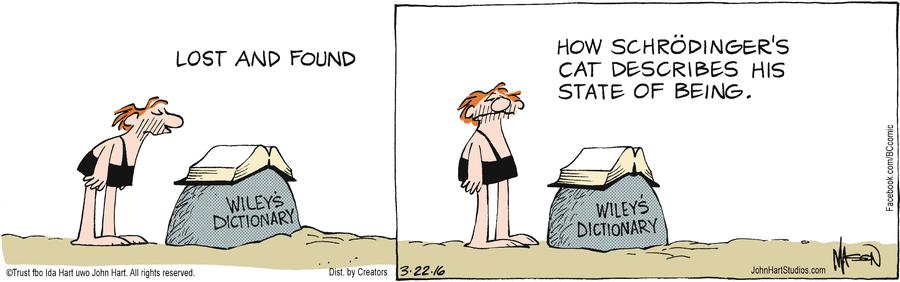 LOST AND FOUND
WILEY'S
DICTIONARY
©Trust fbo Ida Hart uwo John Hart. All rights reserved.
Dist. by Creators
HOW SCHRÖDINGER'S
CAT DESCRIBES HIS
STATE OF BEING.
WILEY'S
DICTIONARY
3·22·16
JohnHartStudios.com
MASON
Facebook.com/BCcomic